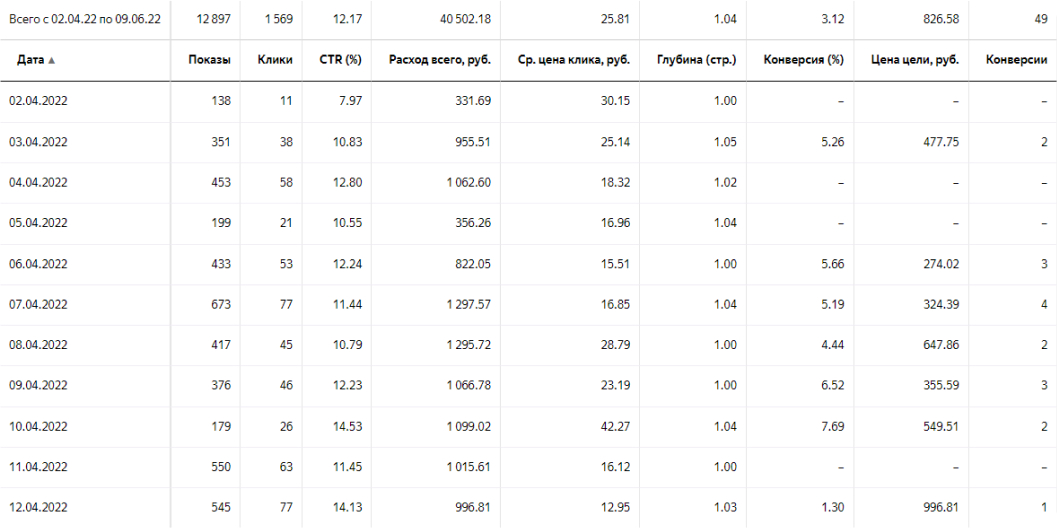 Всего с 02.04.22 по 09.06.22 12 897 1 569 12.17 40 502.18 25.81 1.04 3.12 826.58 49
Дата ▲ Показы Клики CTR (%) Расход всего, руб. Ср. цена клика, руб. Глубина (стр.) Конверсия (%) Цена цели, руб. Конверсии
02.04.2022 138 11 7.97 331.69 30.15 1.00 – – –
03.04.2022 351 38 10.83 955.51 25.14 1.05 5.26 477.75 2
04.04.2022 453 58 12.80 1 062.60 18.32 1.02 – – –
05.04.2022 199 21 10.55 356.26 16.96 1.04 – – –
06.04.2022 433 53 12.24 822.05 15.51 1.00 5.66 274.02 3
07.04.2022 673 77 11.44 1 297.57 16.85 1.04 5.19 324.39 4
08.04.2022 417 45 10.79 1 295.72 28.79 1.00 4.44 647.86 2
09.04.2022 376 46 12.23 1 066.78 23.19 1.00 6.52 355.59 3
10.04.2022 179 26 14.53 1 099.02 42.27 1.04 7.69 549.51 2
11.04.2022 550 63 11.45 1 015.61 16.12 1.00 – – –
12.04.2022 545 77 14.13 996.81 12.95 1.03 1.30 996.81 1